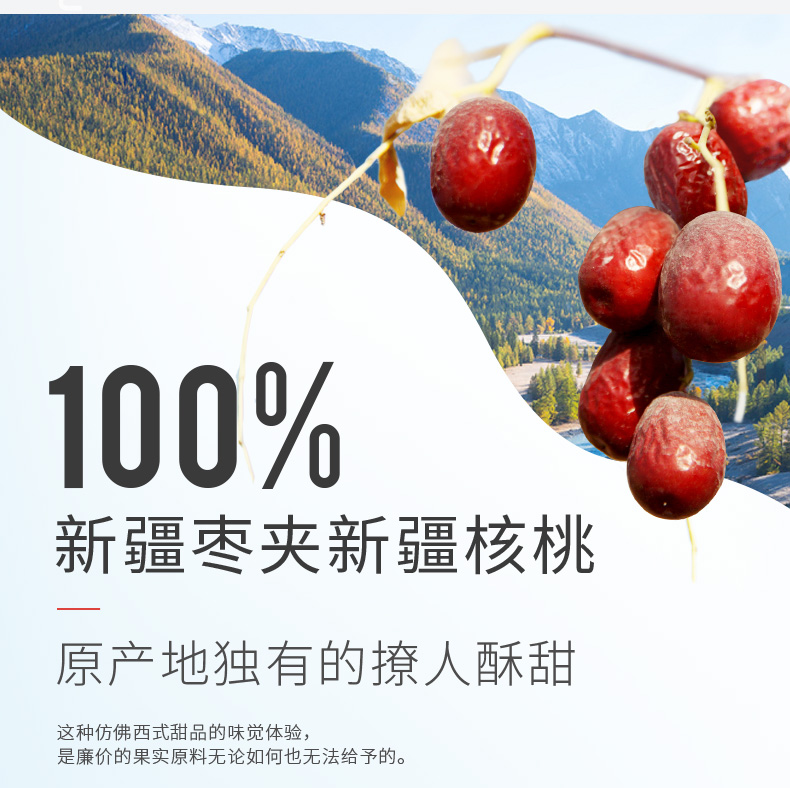 100%
新疆枣夹新疆核桃
原产地独有的撩人酥甜
这种仿佛西式甜品的味觉体验，
是廉价的果实原料无论如何也无法给予的。